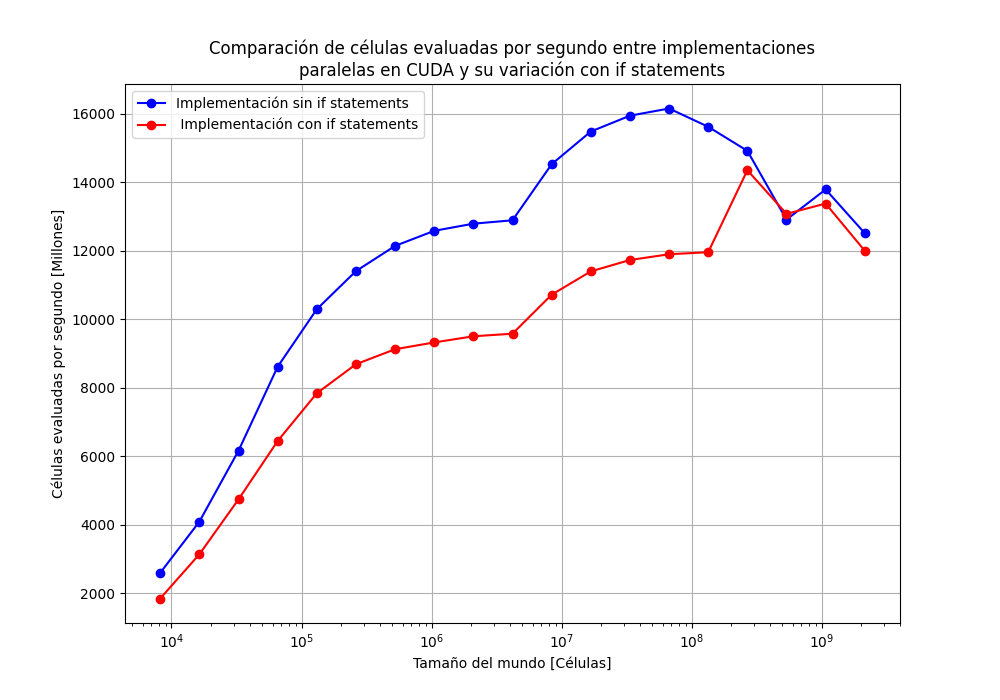 Comparación de células evaluadas por segundo entre implementaciones
paralelas en CUDA y su variación con if statements
Implementación sin if statements
Implementación con if statements
16000
14000
12000
10000
8000
6000
4000
2000
Células evaluadas por segundo [Millones]
10⁴
10⁵
10⁶
10⁷
10⁸
10⁹
Tamaño del mundo [Células]